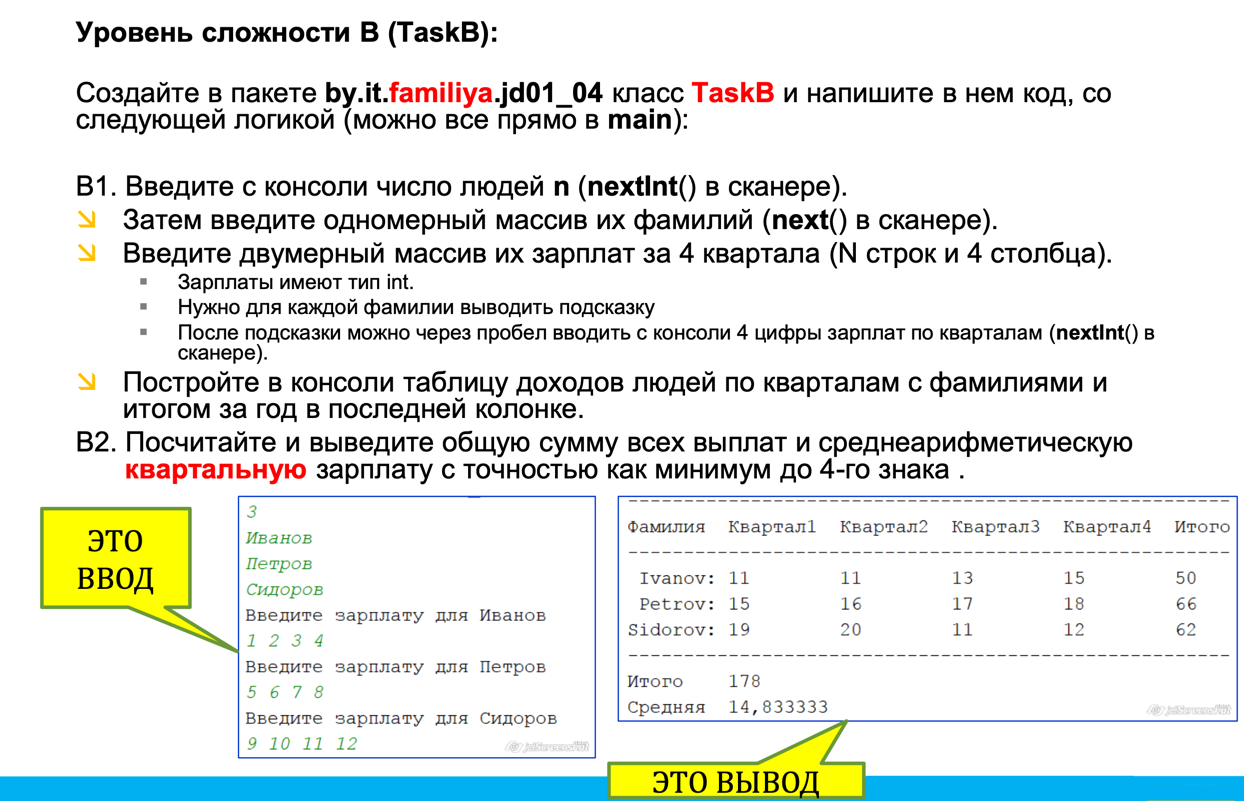 Уровень сложности B (TaskB):
Создайте в пакете by.it.familiya.jd01_04 класс TaskB и напишите в нем код, со
следующей логикой (можно все прямо в main):
B1. Введите с консоли число людей n (nextInt() в сканере).
Затем введите одномерный массив их фамилий (next() в сканере).
Введите двумерный массив их зарплат за 4 квартала (N строк и 4 столбца).
Зарплаты имеют тип int.
Нужно для каждой фамилии выводить подсказку
После подсказки можно через пробел вводить с консоли 4 цифры зарплат по кварталам (nextInt() в
сканере).
Постройте в консоли таблицу доходов людей по кварталам с фамилиями и
итогом за год в последней колонке.
B2. Посчитайте и выведите общую сумму всех выплат и среднеарифметическую
квартальную зарплату с точностью как минимум до 4-го знака .
ЭТО
ВВОД
3
Иванов
Петров
Сидоров
Введите зарплату для Иванов
1 2 3 4
Введите зарплату для Петров
5 6 7 8
Введите зарплату для Сидоров
9 10 11 12
-------------------------------------------------------
Фамилия Квартал1 Квартал2 Квартал3 Квартал4 Итого
-------------------------------------------------------
Ivanov: 11 11 13 15 50
Petrov: 15 16 17 18 66
Sidorov: 19 20 11 12 62
-------------------------------------------------------
Итого 178
Средняя 14,833333
ЭТО ВЫВОД